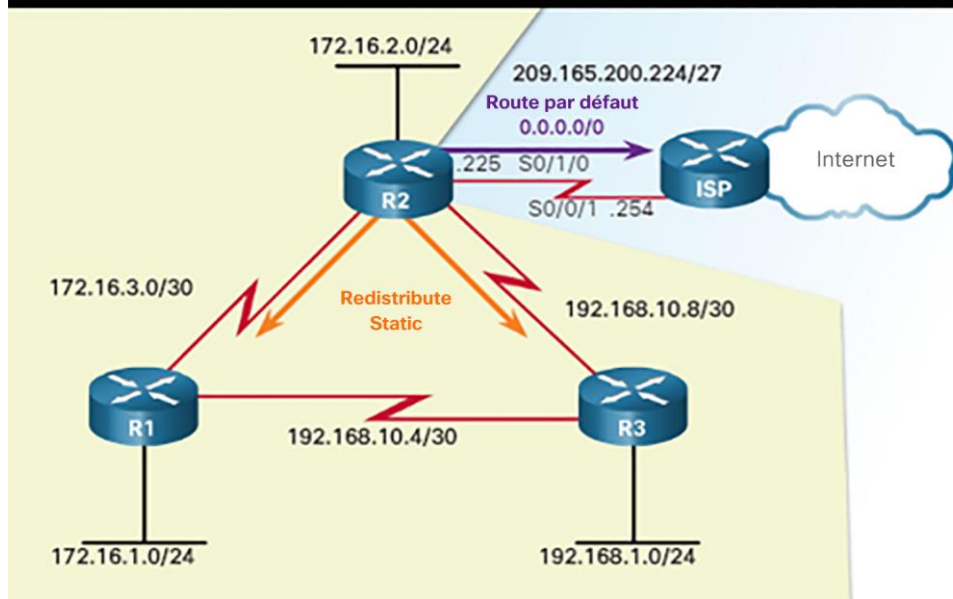 172.16.2.0/24
209.165.200.224/27
Route par défaut
0.0.0.0/0
.225 S0/1/0
Internet
R2
ISP
S0/0/1 .254
172.16.3.0/30
Redistribute
Static
192.168.10.8/30
R1
R3
192.168.10.4/30
172.16.1.0/24
192.168.1.0/24